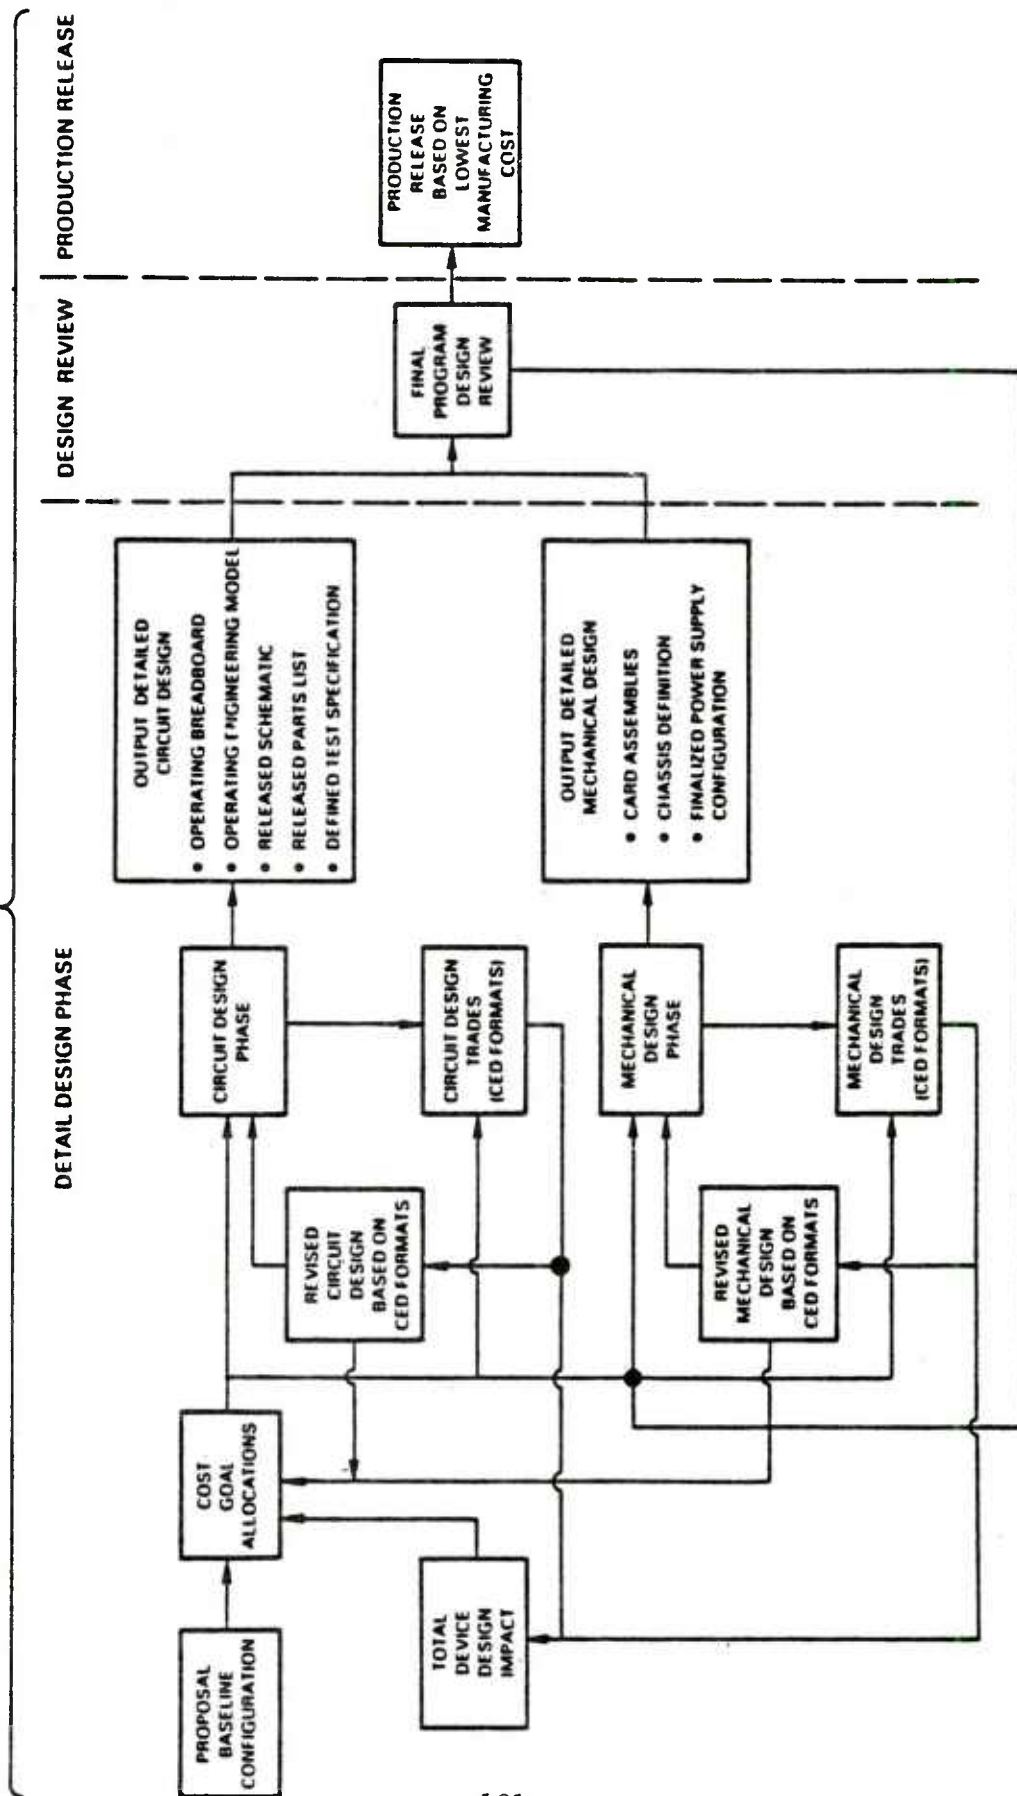 DETAIL DESIGN PHASE
DESIGN REVIEW
PRODUCTION RELEASE
PROPOSAL
BASELINE
CONFIGURATION
COST
GOAL
ALLOCATIONS
TOTAL
DEVICE
DESIGN
IMPACT
REVISED
CIRCUIT
DESIGN
BASED ON
CED FORMATS
CIRCUIT DESIGN
PHASE
CIRCUIT DESIGN
TRADES
(CED FORMATS)
REVISED
MECHANICAL
DESIGN
BASED ON
CED FORMATS
MECHANICAL
DESIGN
PHASE
MECHANICAL
DESIGN
TRADES
(CED FORMATS)
OUTPUT DETAILED
CIRCUIT DESIGN
• OPERATING BREADBOARD
• OPERATING ENGINEERING MODEL
• RELEASED SCHEMATIC
• RELEASED PARTS LIST
• DEFINED TEST SPECIFICATION
OUTPUT DETAILED
MECHANICAL DESIGN
• CARD ASSEMBLIES
• CHASSIS DEFINITION
• FINALIZED POWER SUPPLY
CONFIGURATION
FINAL
PROGRAM
DESIGN
REVIEW
PRODUCTION
RELEASE
BASED ON
LOWEST
MANUFACTURING
COST